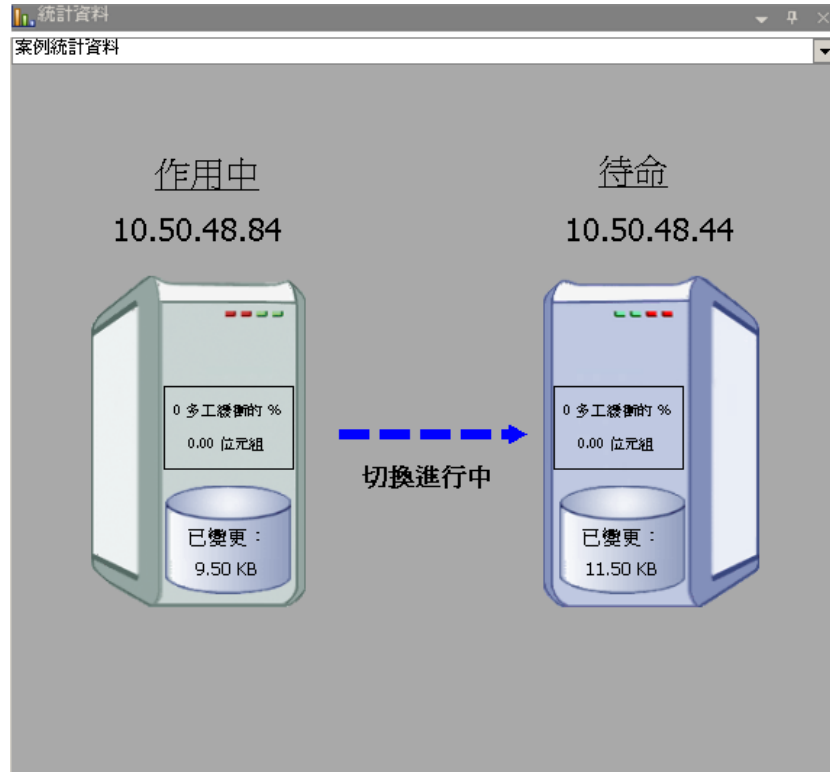 統計資料
案例統計資料
作用中
10.50.48.84
待命
10.50.48.44
0 多工緩衝的 %
0.00 位元組
0 多工緩衝的 %
0.00 位元組
切換進行中
已變更：
9.50 KB
已變更：
11.50 KB